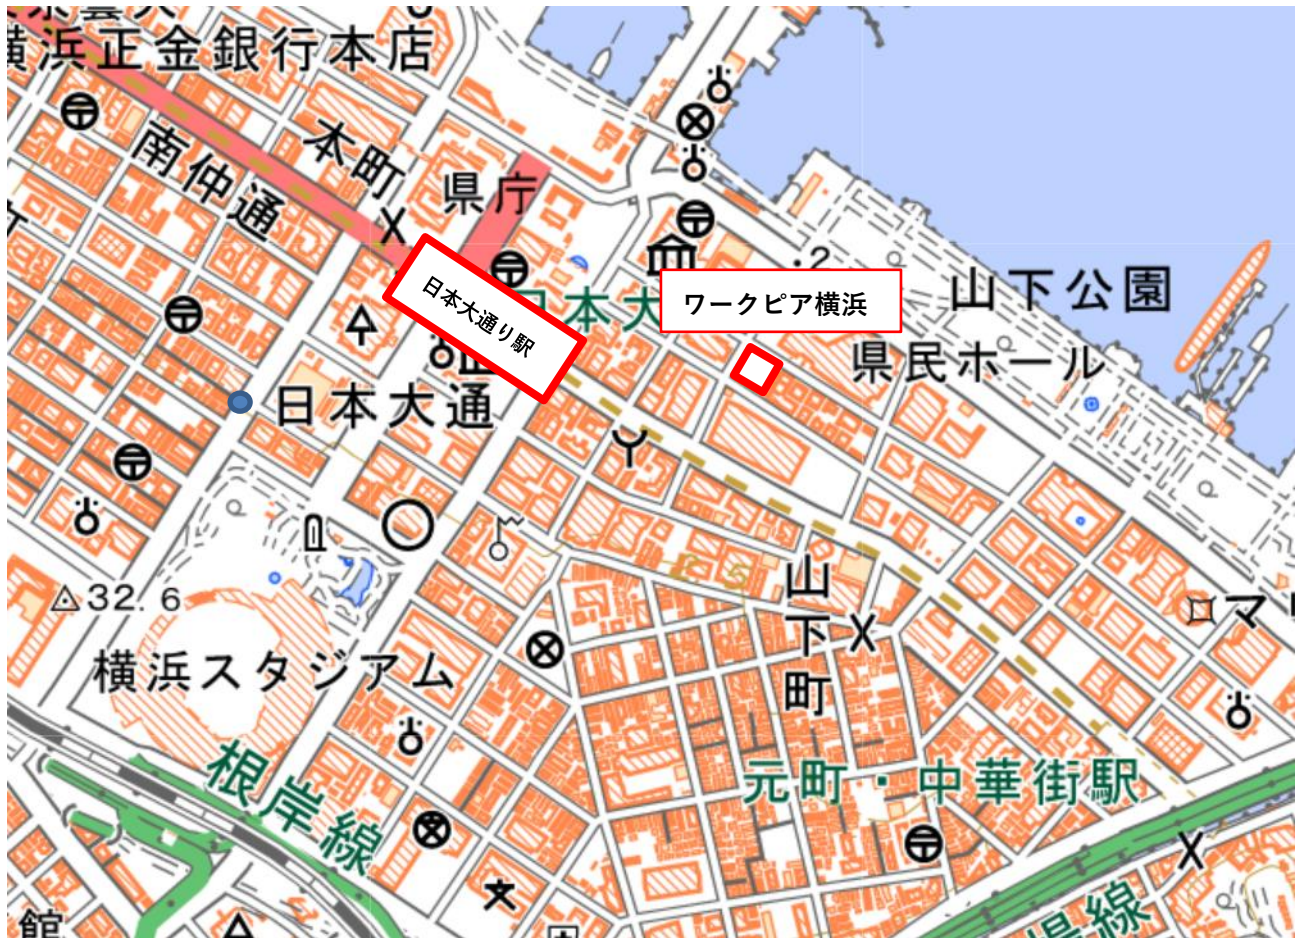 横浜正金銀行本店
本町
南仲通
県庁
日本大通り駅
日本大
ワークピア横浜
・2
山下公園
県民ホール
日本大通
32.6
山下町
マリ
横浜スタジアム
根岸線
元町・中華街駅
館